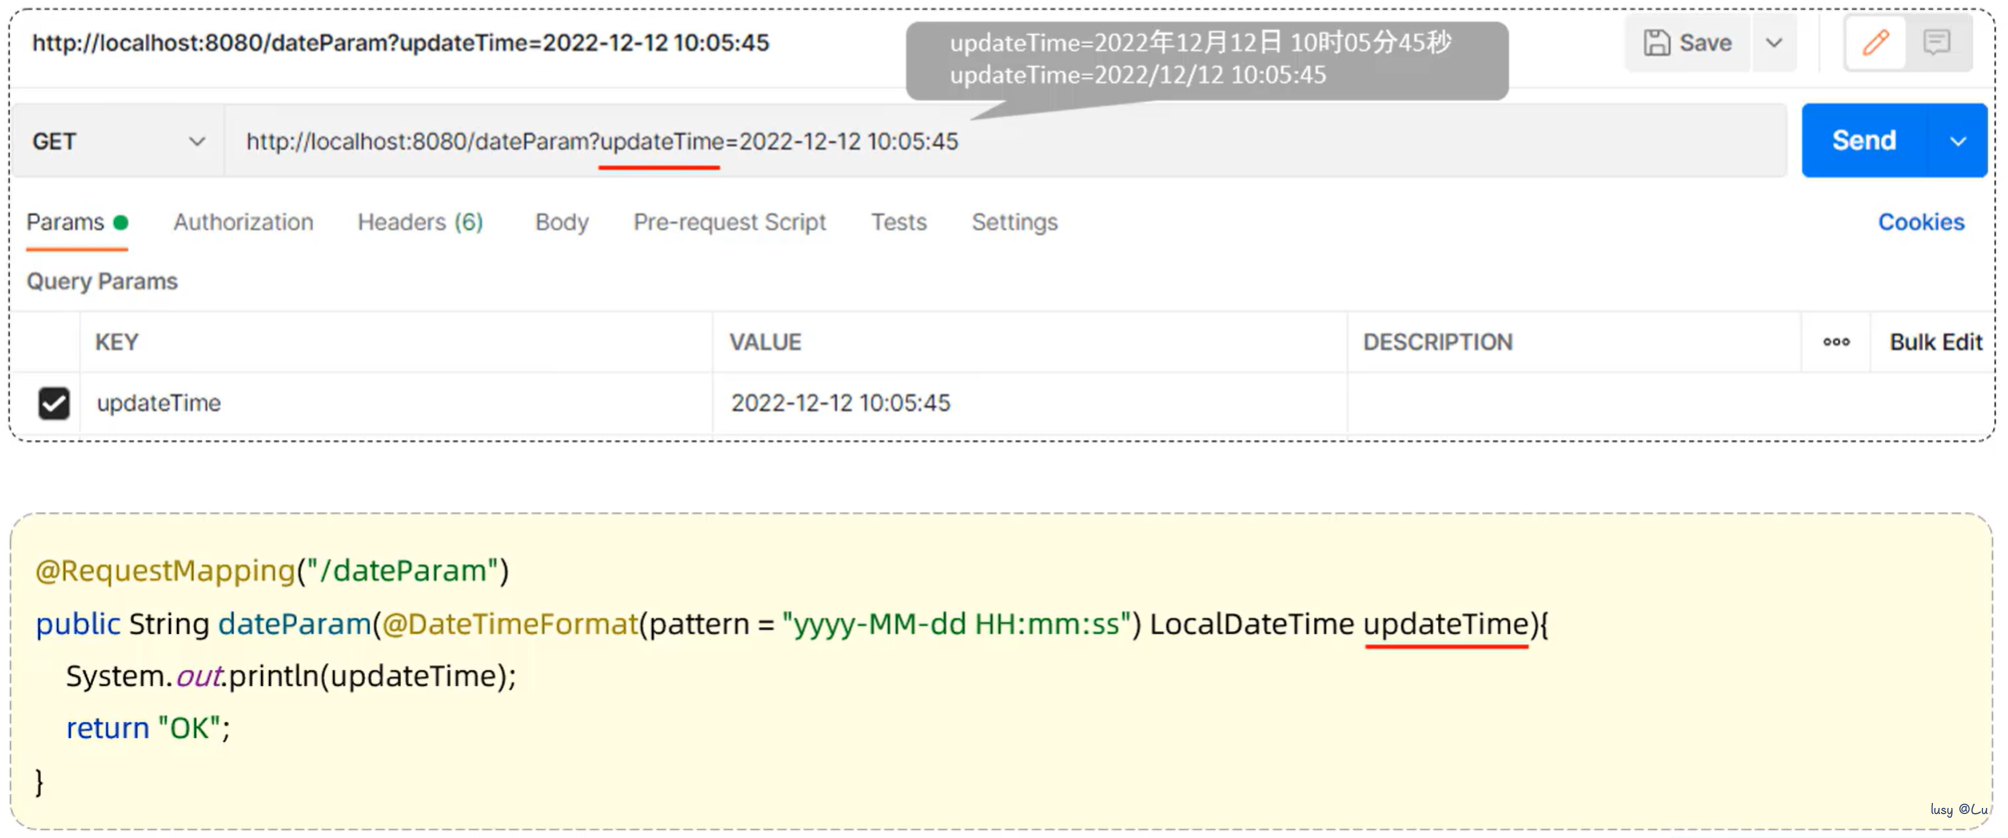 http://localhost:8080/dateParam?updateTime=2022-12-12 10:05:45
updateTime=2022年12月12日 10时05分45秒
updateTime=2022/12/12 10:05:45
Save
GET
http://localhost:8080/dateParam?updateTime=2022-12-12 10:05:45
Send
Params Authorization Headers (6) Body Pre-request Script Tests Settings Cookies
Query Params
KEY VALUE DESCRIPTION ooo Bulk Edit
updateTime 2022-12-12 10:05:45
@RequestMapping("/dateParam")
public String dateParam(@DateTimeFormat(pattern = "yyyy-MM-dd HH:mm:ss") LocalDateTime updateTime){
System.out.println(updateTime);
return "OK";
}
lusy @Lu